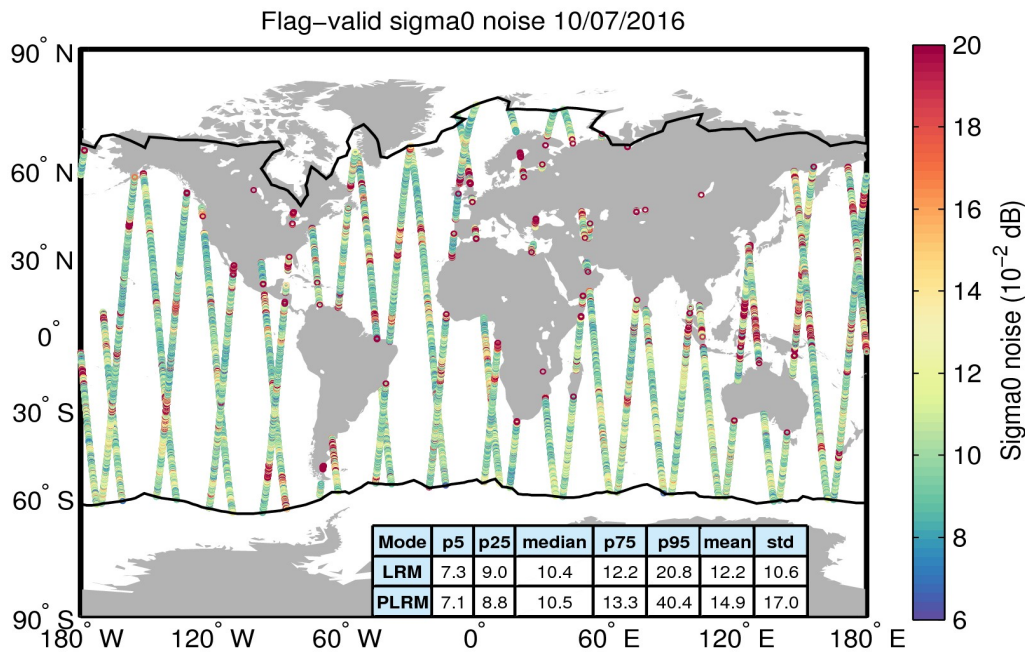 Flag−valid sigma0 noise 10/07/2016
90° N
60° N
30° N
0°
30° S
60° S
90° S
180° W
120° W
60° W
0°
60° E
120° E
180° E
20
18
16
14
12
10
8
6
Sigma0 noise (10⁻² dB)
Mode p5 p25 median p75 p95 mean std
LRM 7.3 9.0 10.4 12.2 20.8 12.2 10.6
PLRM 7.1 8.8 10.5 13.3 40.4 14.9 17.0